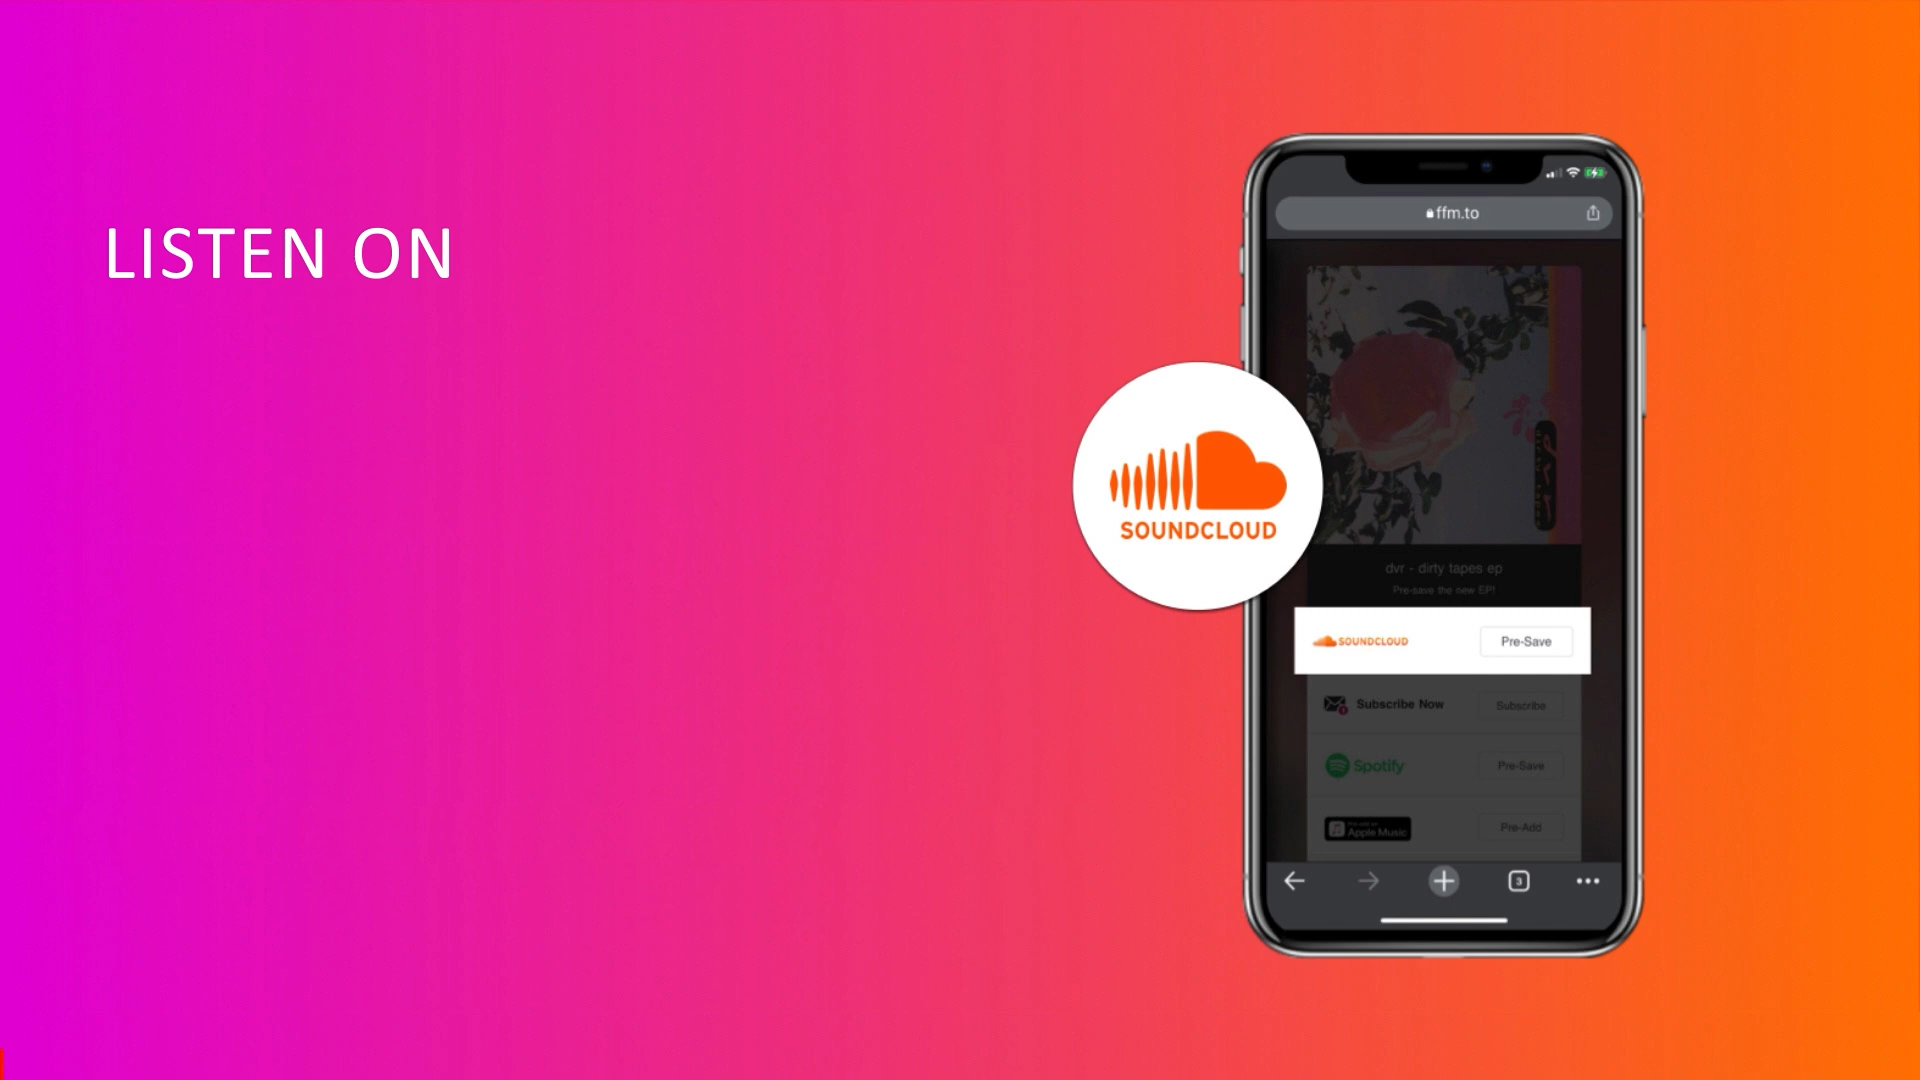 LISTEN ON
ffm.to
SOUNDCLOUD
dvr - dirty tapes ep
Pre-save the new EP!
SOUNDCLOUD
Pre-Save
Subscribe Now
Subscribe
Spotify
Pre-Save
Apple Music
Pre-Add
3